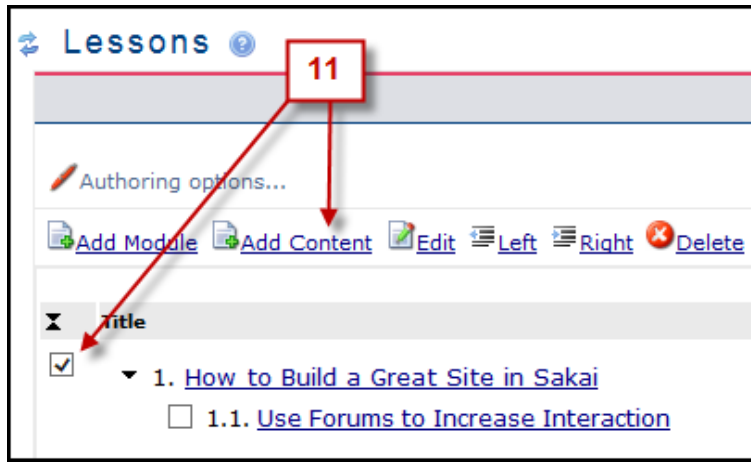 Lessons
11
Authoring options...
Add Module Add Content Edit Left Right Delete
Title
1. How to Build a Great Site in Sakai
1.1. Use Forums to Increase Interaction